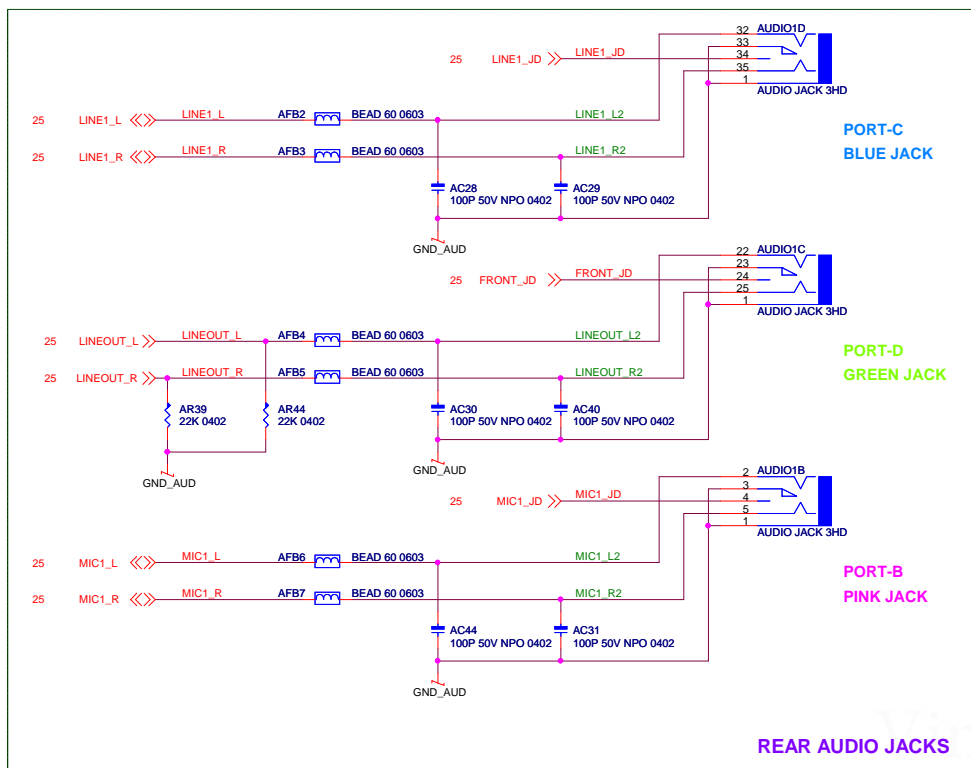 32 AUDIO1D
33
25 LINE1_JD LINE1_JD 34
35
1
AUDIO JACK 3HD
25 LINE1_L LINE1_L AFB2 BEAD 60 0603 LINE1_L2
PORT-C
25 LINE1_R LINE1_R AFB3 BEAD 60 0603 LINE1_R2
BLUE JACK
AC28 AC29
100P 50V NPO 0402 100P 50V NPO 0402
GND_AUD
22 AUDIO1C
23
25 FRONT_JD FRONT_JD 24
25
1
AUDIO JACK 3HD
25 LINEOUT_L LINEOUT_L AFB4 BEAD 60 0603 LINEOUT_L2
PORT-D
25 LINEOUT_R LINEOUT_R AFB5 BEAD 60 0603 LINEOUT_R2
GREEN JACK
AR39 AR44 AC30 AC40
22K 0402 22K 0402 100P 50V NPO 0402 100P 50V NPO 0402
GND_AUD
GND_AUD
2 AUDIO1B
3
25 MIC1_JD MIC1_JD 4
5
1
AUDIO JACK 3HD
25 MIC1_L MIC1_L AFB6 BEAD 60 0603 MIC1_L2
PORT-B
25 MIC1_R MIC1_R AFB7 BEAD 60 0603 MIC1_R2
PINK JACK
AC44 AC31
100P 50V NPO 0402 100P 50V NPO 0402
GND_AUD
REAR AUDIO JACKS